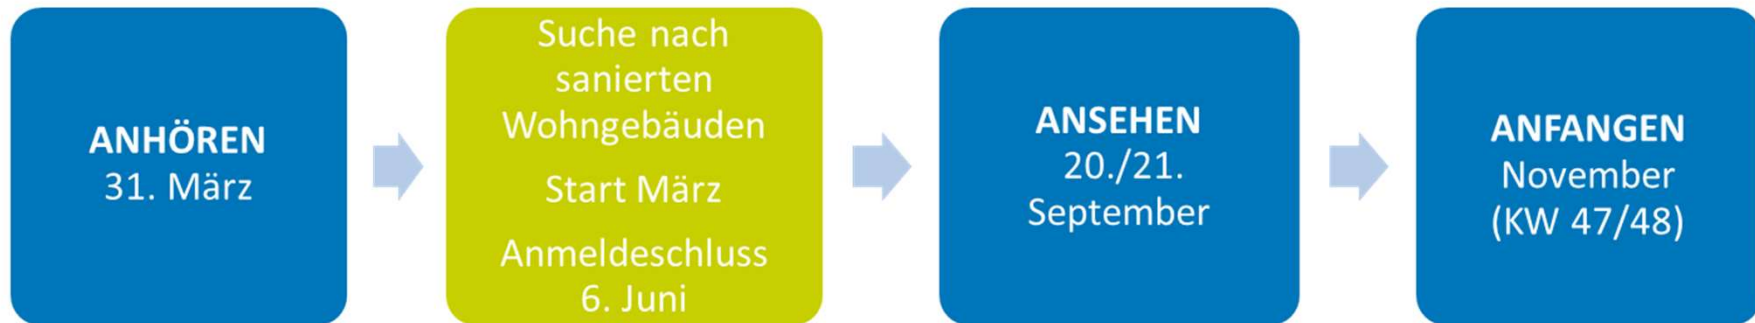 ANHÖREN
31. März
Suche nach
sanierten
Wohngebäuden
Start März
Anmeldeschluss
6. Juni
ANSEHEN
20./21.
September
ANFANGEN
November
(KW 47/48)